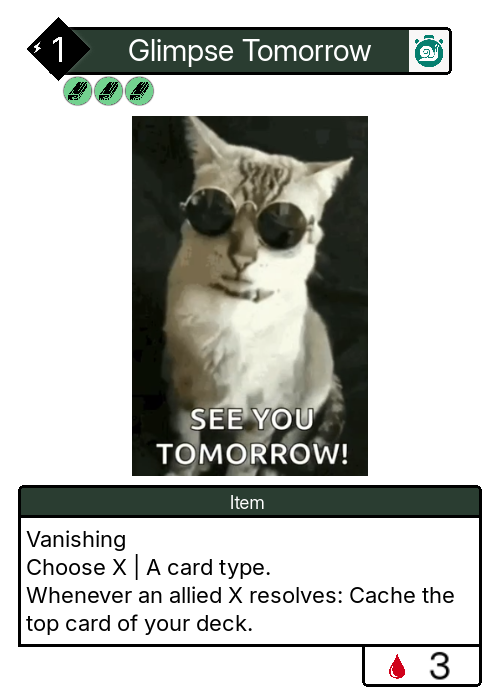 1
Glimpse Tomorrow
SEE YOU
TOMORROW!
Item
Vanishing
Choose X | A card type.
Whenever an allied X resolves: Cache the
top card of your deck.
3